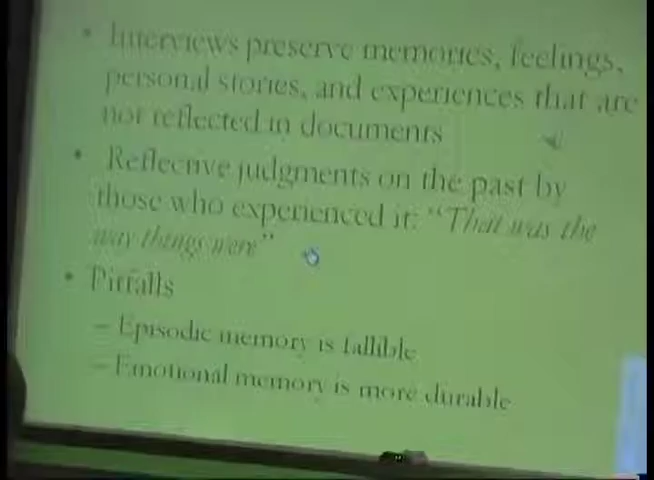 • Interviews preserve memories, feelings,
personal stories, and experiences that are
not reflected in documents
• Reflective judgments on the past by
those who experienced it: "That was the
way things were"
• Pitfalls
– Episodic memory is fallible
– Emotional memory is more durable